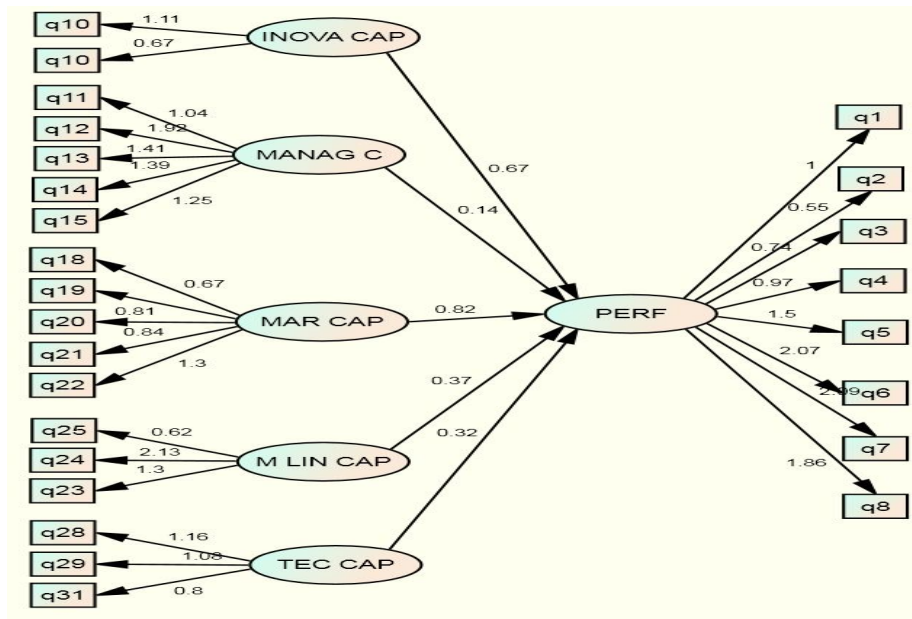 q10
1.11
INOVA CAP
q10
0.67
q11
1.04
q12
1.92
q13
1.41
MANAG C
q14
1.39
q15
1.25
0.67
0.14
q18
0.67
q19
q20
0.81
MAR CAP
0.82
q21
0.84
q22
1.3
q25
0.62
q24
2.13
M LIN CAP
q23
1.3
0.37
0.32
q28
1.16
q29
1.08
TEC CAP
q31
0.8
PERF
q1
1
q2
0.55
q3
0.74
q4
0.97
q5
1.5
q6
2.07
q7
q8
1.86